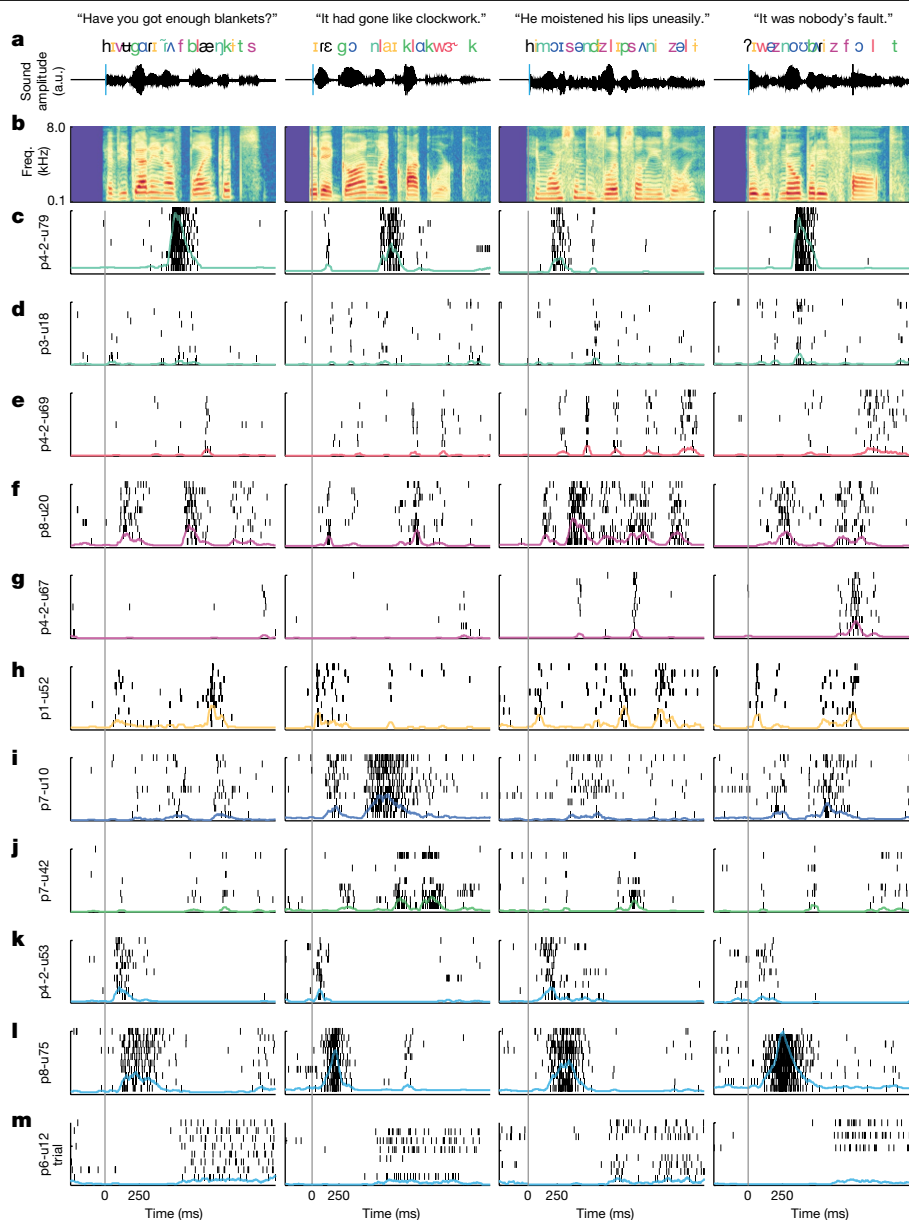 "Have you got enough blankets?" "It had gone like clockwork." "He moistened his lips uneasily." "It was nobody's fault."
a
Sound
amplitude
(a.u.)
b
8.0
Freq.
(kHz)
0.1
c
p4-2-u79
d
p3-u18
e
p4-2-u69
f
p8-u20
g
p4-2-u67
h
p1-u52
i
p7-u10
j
p7-u42
k
p4-2-u53
l
p8-u75
m
p6-u12
trial
0 250 0 250 0 250 0 250
Time (ms) Time (ms) Time (ms) Time (ms)